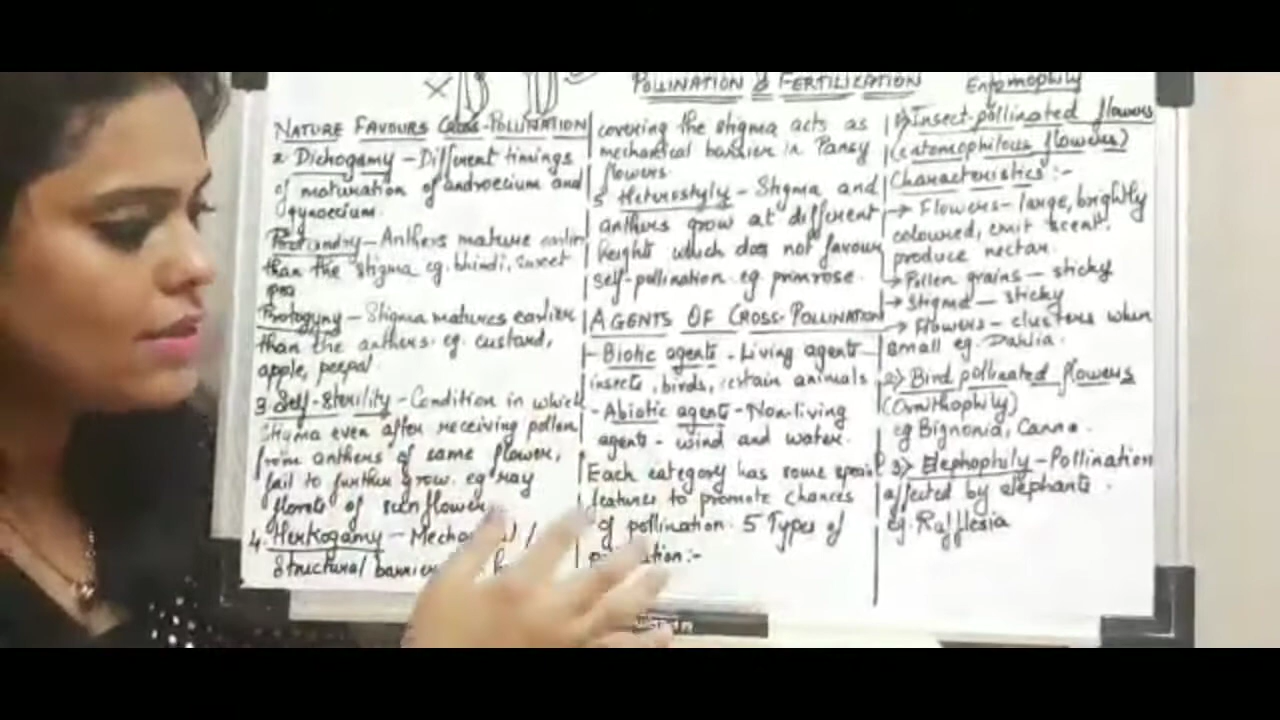 POLLINATION & FERTILIZATION
NATURE FAVOURS CROSS-POLLINATION
2. Dichogamy – Different timings
of maturation of androecium and
gynoecium.
Protandry – Anthers mature earlier
than the stigma eg. bhindi, sweet
pea
Protogyny – Stigma matures earlier
than the anthers. eg. custard,
apple, peepal.
3 Self-Sterility – Condition in which
stigma even after receiving pollen
from anthers of same flower,
fail to further grow. eg ray
florets of sunflower
4. Herkogamy –
Structural barrier
covering the stigma acts as
mechanical barrier in Pansy
flowers.
5 Heterostyly – Stigma and
anthers grow at different
heights which does not favour
self-pollination. eg primrose.
AGENTS OF CROSS-POLLINATION
- Biotic agents - Living agents
insects, birds, certain animals
- Abiotic agents - Non-living
agents - wind and water.
Each category has some special
features to promote chances
of pollination. 5 Types of
:-
Entomophily
1) Insect-pollinated flowers
(entomophilous flowers)
Characteristics :-
→ Flowers – large, brightly
coloured, emit scent,
produce nectar.
→ Pollen grains – sticky
→ Stigma – sticky
→ Flowers – clusters when
small eg. Dahlia.
2) Bird pollinated flowers
(Ornithophily)
eg Bignonia, Canna.
3) Elephophily – Pollination
affected by elephants.
eg. Rafflesia